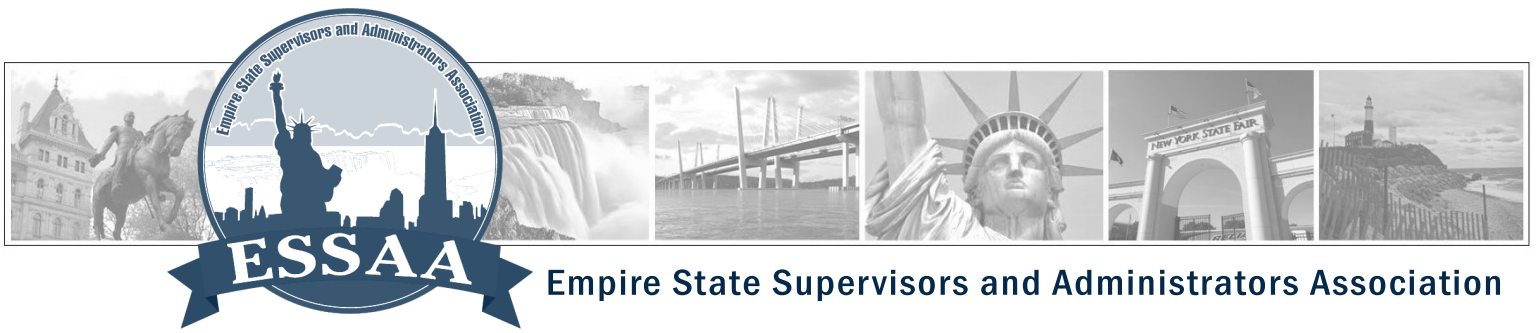 Empire State Supervisors and Administrators Association
NEW YORK STATE FAIR
ESSAA
Empire State Supervisors and Administrators Association